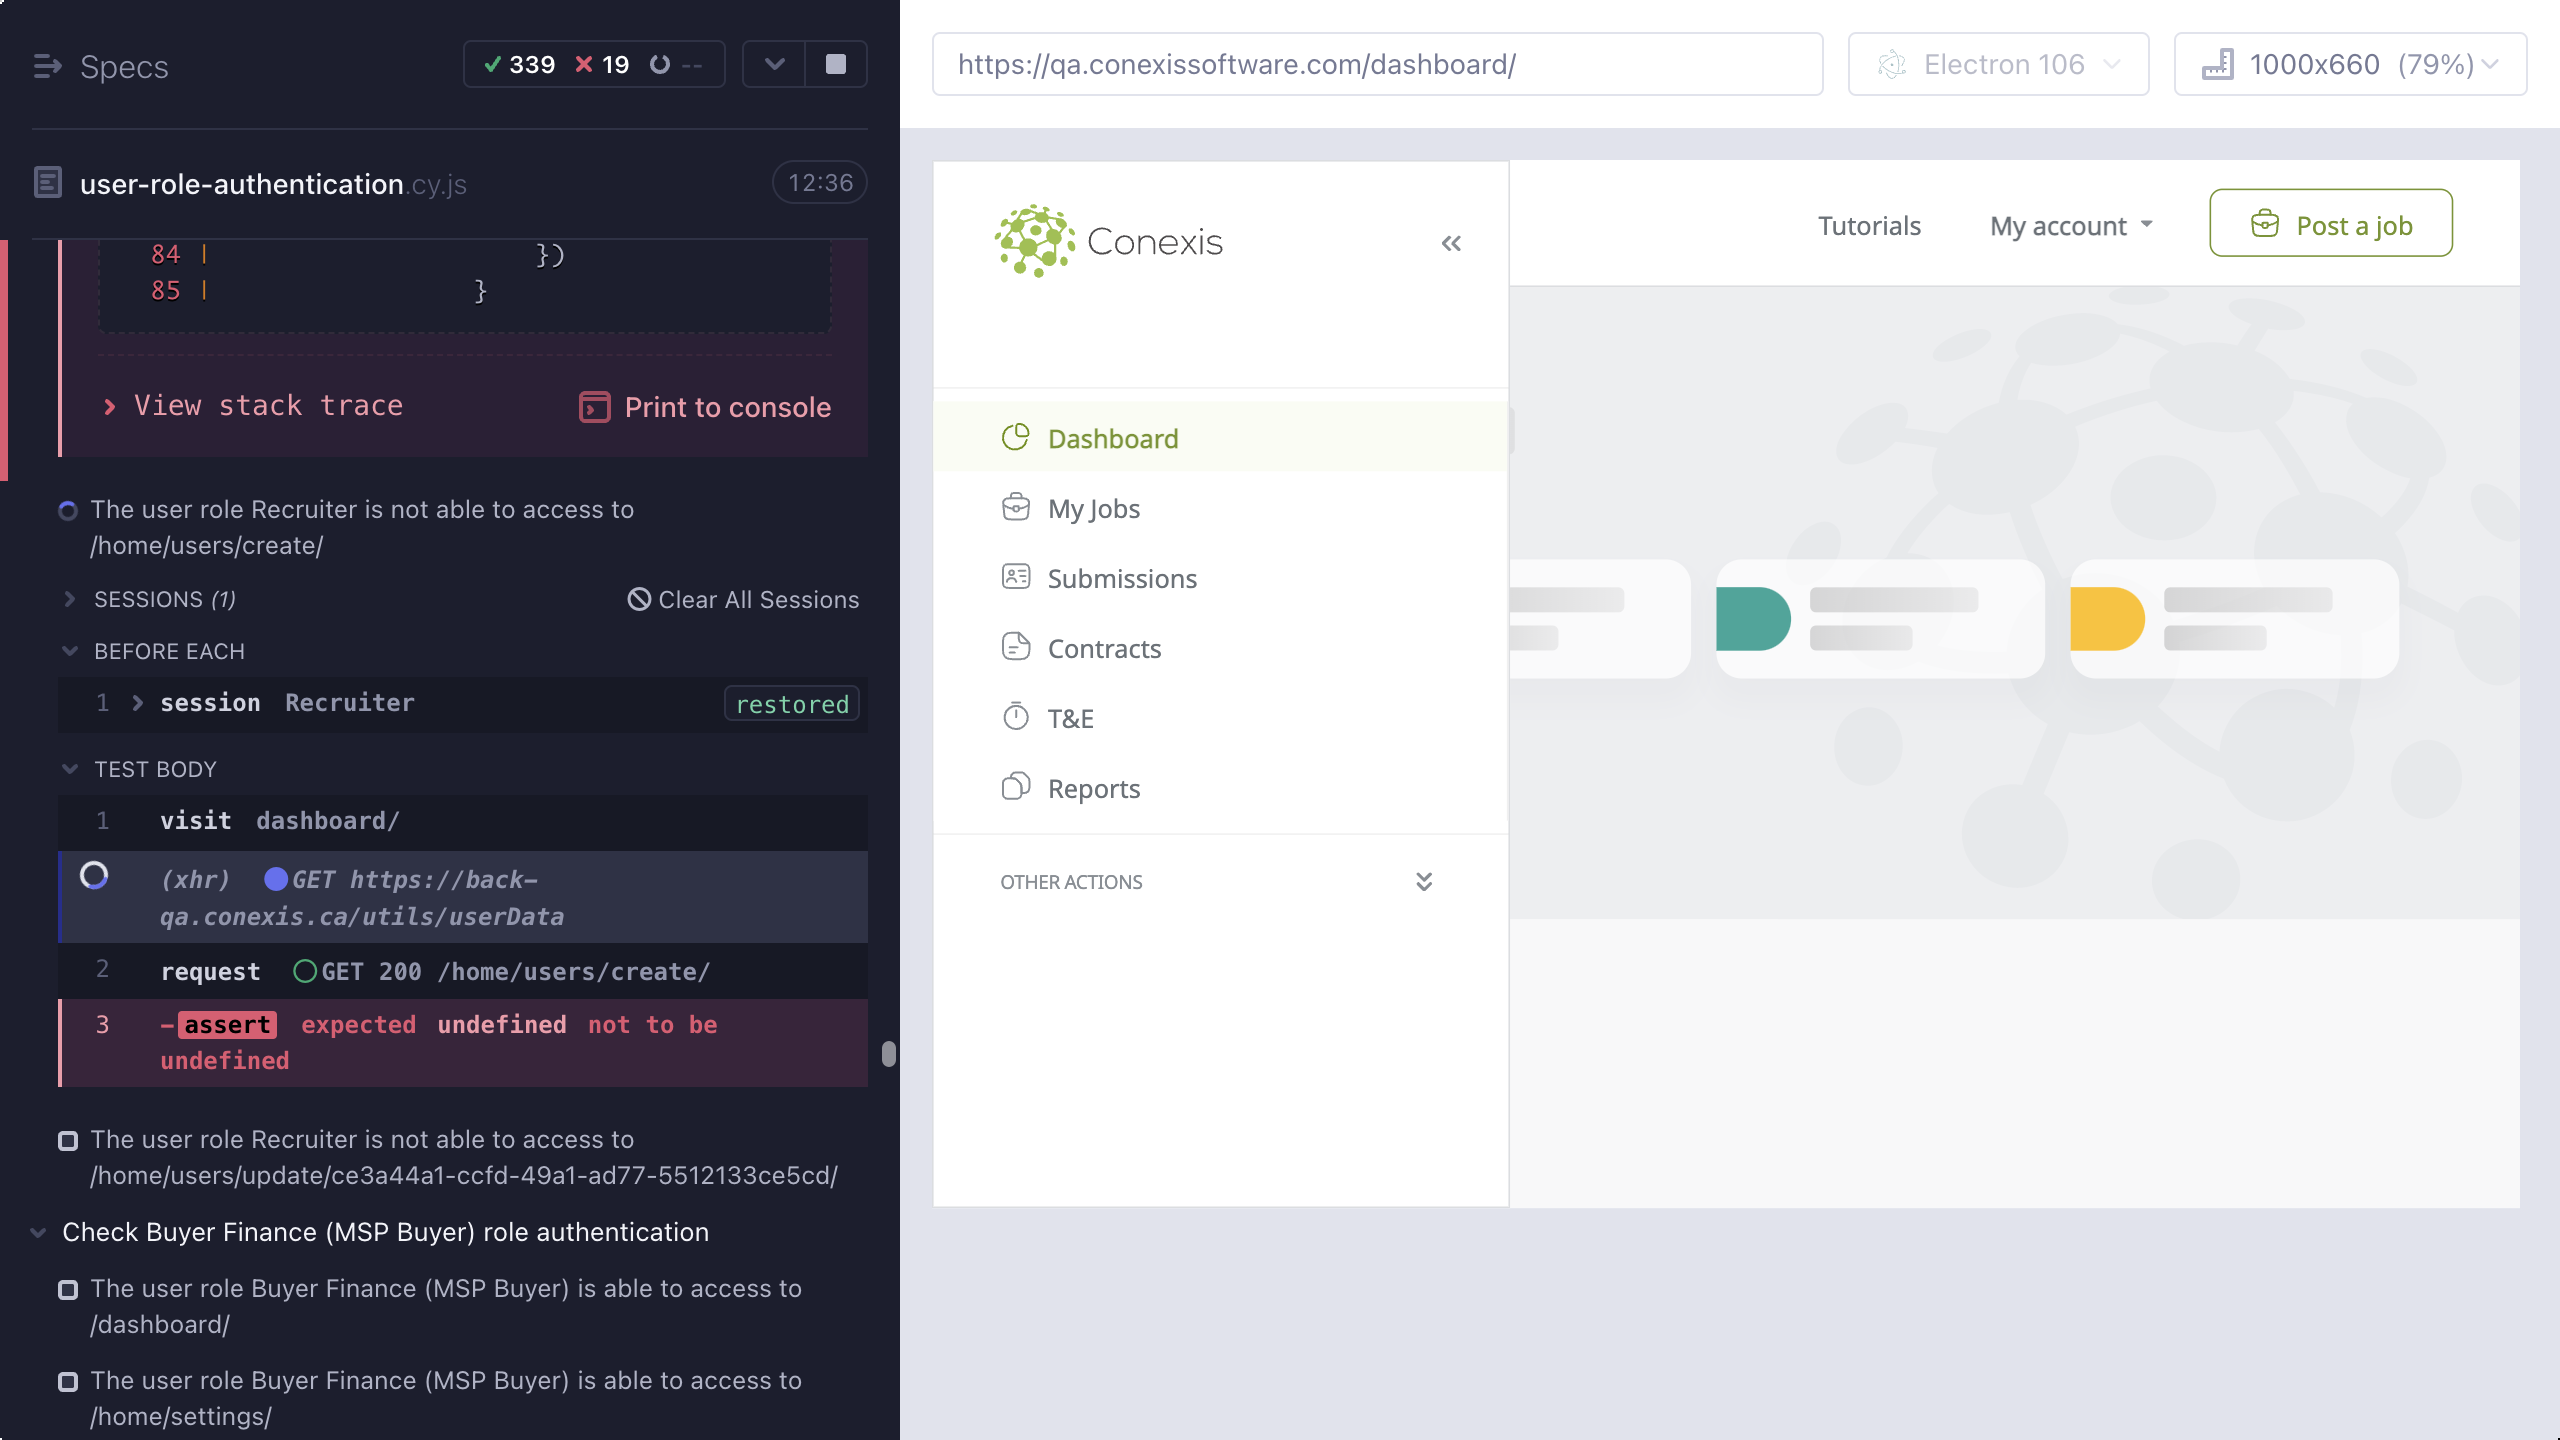 Specs
339 19 --
user-role-authentication.cy.js
12:36
84 | })
85 | }
View stack trace
Print to console
The user role Recruiter is not able to access to
/home/users/create/
SESSIONS (1)
Clear All Sessions
BEFORE EACH
1 session Recruiter restored
TEST BODY
1 visit dashboard/
(xhr) GET https://back-
qa.conexis.ca/utils/userData
2 request GET 200 /home/users/create/
3 -assert expected undefined not to be
undefined
The user role Recruiter is not able to access to
/home/users/update/ce3a44a1-ccfd-49a1-ad77-5512133ce5cd/
Check Buyer Finance (MSP Buyer) role authentication
The user role Buyer Finance (MSP Buyer) is able to access to
/dashboard/
The user role Buyer Finance (MSP Buyer) is able to access to
/home/settings/
https://qa.conexissoftware.com/dashboard/
Electron 106
1000x660 (79%)
Conexis
Tutorials
My account
Post a job
Dashboard
My Jobs
Submissions
Contracts
T&E
Reports
OTHER ACTIONS